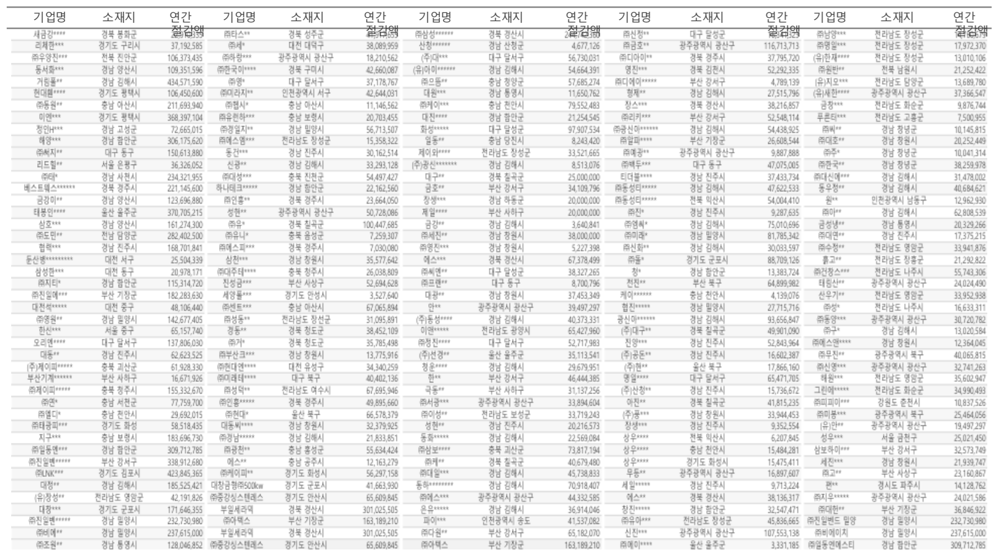 기업명 소재지 연간 절감액 기업명 소재지 연간 절감액 기업명 소재지 연간 절감액 기업명 소재지 연간 절감액 기업명 소재지 연간 절감액
새금강**** 경북 봉화군 ㈜타스** 경북 성주군 ㈜삼성****** 경북 경산시 ㈜신정** 대구 달성군 ㈜남양*** 전라남도 장성군
리체한*** 경기도 구리시 37,192,585 ㈜세* 대전 대덕구 38,089,959 산청****** 경남 산청군 4,677,126 ㈜금호** 광주광역시 광산구 116,713,713 ㈜명일*** 전라남도 장성군 17,972,370
㈜우양진*** 전북 진안군 106,373,435 ㈜하랑*** 광주광역시 광산구 18,210,562 (주)대*** 대구 달서구 56,730,031 ㈜디아이** 경북 경주시 37,795,720 (유)한재**** 전라남도 장성군 13,010,106
동서화*** 경남 양산시 109,351,596 ㈜한국이**** 경북 구미시 42,660,087 (유)아이****** 경남 김해시 54,664,391 영진*** 경북 김천시 52,292,335 ㈜원반** 전북 남원시 21,252,422
거림폴** 경남 김해시 434,571,590 ㈜영* 대구 달서구 37,178,767 ㈜으뜸** 충남 청양군 57,685,274 ㈜디에이***** 부산 강서구 4,789,139 (유)지오*** 전라남도 담양군 13,689,780
현대휀**** 경기도 평택시 106,450,600 ㈜미라지** 인천광역시 서구 42,644,031 대원*** 경남 통영시 11,650,762 형제** 경남 김해시 27,515,796 (유)새한**** 광주광역시 광산구 37,366,547
㈜동원** 충남 아산시 211,693,940 ㈜협시* 충남 아산시 11,146,562 ㈜케이*** 충남 천안시 79,552,483 장스*** 경북 경산시 38,216,857 금창*** 전라남도 화순군 9,876,744
이엔*** 경기도 평택시 368,397,104 ㈜유런하*** 충남 보령시 20,703,455 대진**** 경남 함안군 21,254,545 ㈜리키*** 부산 강서구 52,548,114 푸른티*** 전라남도 고흥군 7,500,955
정인H*** 경남 고성군 72,665,015 ㈜경일지** 경남 밀양시 56,713,507 화성***** 대구 달성군 97,907,534 ㈜광신아****** 경남 김해시 54,438,925 ㈜씨** 경남 창녕군 10,145,815
해양*** 경남 함안군 306,175,620 ㈜에스엠*** 전라남도 장성군 15,358,322 일동** 충남 당진시 8,243,420 ㈜알파**** 부산 기장군 26,608,544 ㈜대호** 경남 창원시 20,252,449
㈜써지** 대구 동구 150,613,880 동건*** 경남 진주시 30,162,514 제이와**** 전라남도 장성군 33,521,665 ㈜예광** 광주광역시 광산구 9,887,888 ㈜주* 경남 창녕군 10,041,314
리드힐** 서울 은평구 36,326,052 신광** 경남 김해시 33,293,128 (주)광신******* 경남 김해시 8,513,076 ㈜백두*** 대구 동구 47,075,005 ㈜한국** 경남 창녕군 38,259,978
㈜태* 경남 사천시 234,321,955 ㈜대성*** 충북 진천군 54,497,427 대구** 경북 칠곡군 25,000,000 티더블**** 경남 진주시 37,433,734 ㈜대신에*** 경남 김해시 31,478,002
베스트웨스****** 경북 경주시 221,145,600 하나테크***** 경남 함안군 22,162,560 금호** 부산 강서구 34,109,796 ㈜동성티***** 경남 김해시 47,622,533 동우정** 경남 김해시 40,684,621
금강이** 경남 양산시 123,696,880 ㈜인흥** 경북 경주시 23,664,050 장생*** 경남 하동군 20,000,000 ㈜동성티***** 전북 익산시 54,004,410 원** 인천광역시 남동구 12,962,930
태봉인**** 울산 울주군 370,705,215 성현** 광주광역시 광산구 50,728,086 제일**** 부산 사하구 20,000,000 ㈜진* 경남 진주시 9,287,635 ㈜아** 경남 김해시 62,808,539
삼호*** 경남 양산시 161,274,300 ㈜유* 경북 칠곡군 100,447,685 금강** 경남 김해시 3,640,841 ㈜엠씨* 경남 김해시 75,010,696 금성냉** 경남 통영시 20,329,266
㈜도민** 전남 담양군 282,402,500 ㈜유니* 충북 음성군 7,259,307 ㈜세진** 경남 창원시 38,000,000 ㈜미래* 경남 밀양시 81,785,342 ㈜대연** 경남 진주시 17,375,215
협력*** 경남 진주시 168,701,841 ㈜에스피*** 경북 경주시 7,030,080 ㈜영진*** 경남 창원시 5,227,398 ㈜신화** 경남 김해시 30,033,597 ㈜수정** 전라남도 영암군 33,941,876
둔산병********* 대전 서구 25,504,339 삼천*** 경남 창원시 35,577,642 에스*** 경북 경산시 67,378,499 ㈜돌* 경기도 군포시 88,709,126 흙고** 전라남도 장흥군 21,292,822
삼성한*** 대전 동구 20,978,171 ㈜대주테**** 충북 청주시 26,038,809 ㈜씨엔** 대구 달성군 38,327,265 청* 경남 함안군 13,383,724 ㈜건창스*** 전라남도 나주시 55,743,306
㈜지티* 경남 함안군 115,314,720 진성금*** 부산 사상구 52,694,628 ㈜프랜** 대구 동구 8,700,796 전진** 부산 북구 64,899,982 태림산** 광주광역시 광산구 24,024,490
㈜진일에*** 부산 기장군 182,283,630 세양폴*** 경기도 안성시 3,527,640 대광** 경남 창원시 37,453,349 케이****** 충남 천안시 4,139,076 산우기** 전라남도 영암군 33,952,938
대전석***** 대전 중구 48,106,440 ㈜센트*** 충남 아산시 67,065,894 안** 광주광역시 광산구 39,497,297 협진***** 경남 밀양시 27,715,716 ㈜성* 전라남도 나주시 16,633,311
㈜영원** 경남 밀양시 142,677,405 ㈜성동** 전라남도 장선군 31,095,891 (주)동성**** 경남 김해시 40,373,331 광신아****** 경남 김해시 93,656,847 ㈜동양*** 광주광역시 광산구 30,720,782
한신*** 서울 중구 65,157,740 경동** 경북 청도군 38,452,109 이앤***** 전라남도 광양시 65,427,960 (주)대구** 경북 칠곡군 49,901,090 ㈜구* 경남 김해시 13,020,584
오리엔**** 대구 달서구 137,806,030 ㈜거* 경북 청도군 35,785,498 ㈜정진**** 대구 달서구 52,717,983 진양*** 경남 진주시 52,843,964 ㈜에스앤**** 경남 창원시 12,364,045
대동** 경남 진주시 62,623,525 ㈜부산크*** 경남 창원시 13,775,916 (주)선경** 울산 울주군 35,113,541 (주)공돈** 경남 진주시 16,602,387 ㈜무진** 광주광역시 북구 40,065,815
(주)제이피***** 충북 괴산군 61,928,330 ㈜현대엔**** 대전 유성구 34,340,259 청운**** 경남 김해시 29,679,951 (주)현** 울산 북구 17,866,160 ㈜신영*** 광주광역시 광산구 32,741,263
부산기계****** 부산 사하구 16,671,926 ㈜미래테**** 대구 북구 40,402,136 한** 부산 강서구 46,444,385 명일**** 대구 달서구 65,471,705 해원*** 전라남도 영암군 35,602,947
㈜제이피***** 충북 청주시 155,332,670 ㈜성덕** 전라남도 여수시 67,695,946 극동** 부산 사하구 31,137,256 (주)산청** 경남 진주시 15,736,672 그린에***** 전라남도 화순군 34,990,493
㈜연* 충남 서천군 77,759,700 ㈜인흥***** 경북 경주시 49,895,660 ㈜서광*** 광주광역시 광산구 33,894,604 아진** 경북 칠곡군 41,815,235 ㈜피피이*** 강원도 춘천시 10,837,526
㈜엘디* 충남 천안시 29,692,015 ㈜현대* 울산 북구 66,578,379 ㈜이성** 전라남도 보성군 33,719,243 (주)풍*** 경남 창원시 33,944,453 ㈜미봉*** 광주광역시 북구 25,464,056
㈜태광피*** 경기도 화성 58,518,435 대동씨**** 경남 창원시 32,379,925 성현** 경남 진주시 20,216,573 장생*** 경남 진주시 9,352,554 (유)안** 광주광역시 광산구 19,497,297
지구*** 충남 보령시 183,696,730 ㈜경남***** 경남 김해시 21,833,851 동화***** 경남 김해시 22,569,084 상우**** 전북 익산시 6,207,845 성우*** 서울 금천구 25,021,450
㈜일동엔*** 경남 함안군 309,712,785 ㈜광천** 충남 홍성군 55,634,424 ㈜삼보**** 충북 괴산군 73,817,194 상우**** 충남 천안시 15,484,281 삼보하이*** 부산 강서구 32,573,749
㈜진일벤***** 부산 강서구 338,912,680 에스** 충남 공주시 12,163,279 ㈜케** 경북 칠곡군 40,679,480 상우**** 경기도 화성시 15,475,411 세진*** 경남 창원시 21,939,747
㈜LNK*** 경기도 김포시 423,845,365 ㈜케이피** 경기도 화성시 56,297,158 ㈜대일*** 경남 김해시 45,738,833 무등** 광주광역시 광산구 16,897,607 ㈜고** 부산 사상구 23,160,867
대정** 경남 김해시 185,525,421 대창금형㈜500kw 경기도 군포시 41,663,930 동하******** 경남 김해시 70,918,407 세일***** 경남 진주시 9,713,224 팬** 경시도 파주시 14,128,762
(유)장성** 전라남도 영암군 42,191,826 ㈜중강싱스텐레스 경기도 안산시 65,609,845 ㈜에스*** 광주광역시 광산구 44,332,585 에스** 경북 경산시 38,136,317 ㈜지우***** 광주광역시 광산구 24,021,586
대창*** 경기도 군포시 171,646,355 부일세라믹 경북 경산시 301,025,505 은유***** 경남 김해시 36,914,046 창진***** 경남 함안군 32,547,471 ㈜대헌** 부산 기장군 36,846,922
㈜진일벤***** 경남 밀양시 232,730,980 ㈜아텍스 부산 기장군 163,189,210 파이*** 인천광역시 송도 41,537,082 ㈜유아*** 전라남도 장성군 45,836,665 ㈜진일벤드 밀양 경남 밀양시 232,730,980
㈜비에** 경남 밀양시 237,615,000 부일세라믹 경북 경산시 301,025,505 ㈜다원** 부산 강서구 65,182,070 신진*** 광주광역시 광산구 107,553,138 ㈜비에이치 경남 밀양시 237,615,000
㈜조원** 경남 통영시 128,046,852 ㈜중강싱스텐레스 경기도 안산시 65,609,845 ㈜아텍스 부산 기장군 163,189,210 ㈜에이**** 울산 울주군 3,331,185 ㈜일동엔에스티 경남 함안군 309,712,785